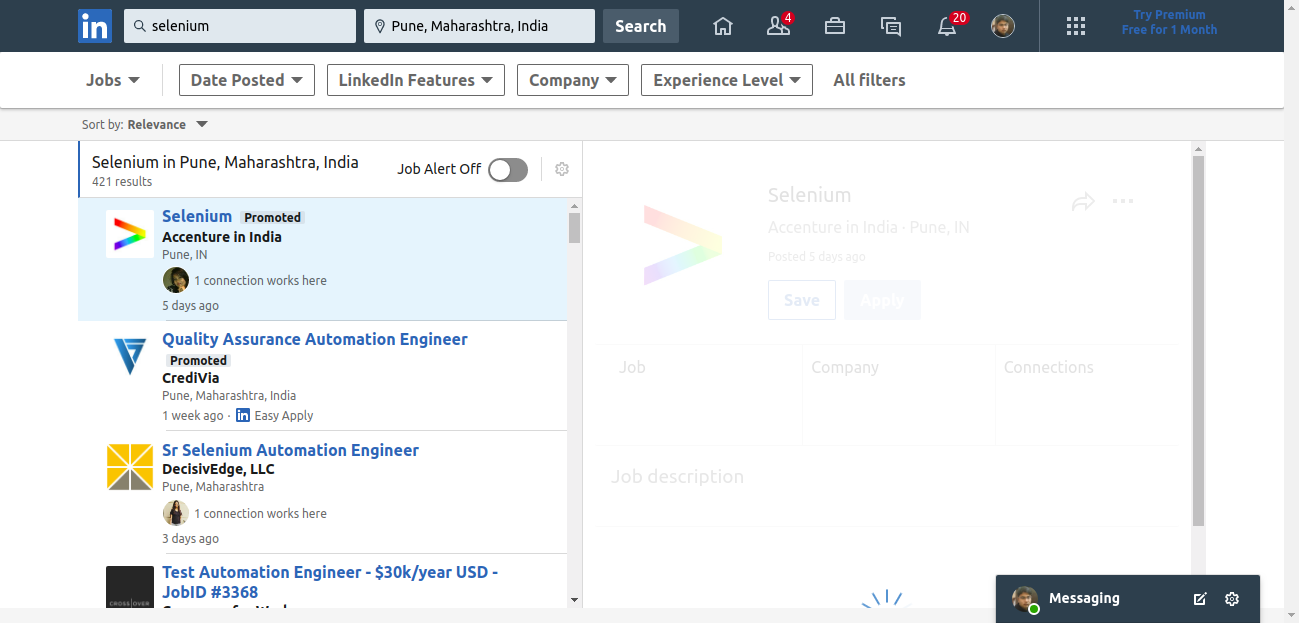 in selenium Pune, Maharashtra, India Search 4 20 Try Premium
Free for 1 Month
Jobs Date Posted LinkedIn Features Company Experience Level All filters
Sort by: Relevance
Selenium in Pune, Maharashtra, India
421 results
Job Alert Off
Selenium Promoted
Accenture in India
Pune, IN
1 connection works here
5 days ago
Quality Assurance Automation Engineer
Promoted
CrediVia
Pune, Maharashtra, India
1 week ago · in Easy Apply
Sr Selenium Automation Engineer
DecisivEdge, LLC
Pune, Maharashtra
1 connection works here
3 days ago
Test Automation Engineer - $30k/year USD -
JobID #3368
CROSSOVER
Selenium
Accenture in India · Pune, IN
Posted 5 days ago
Save Apply
Job Company Connections
Job description
Messaging